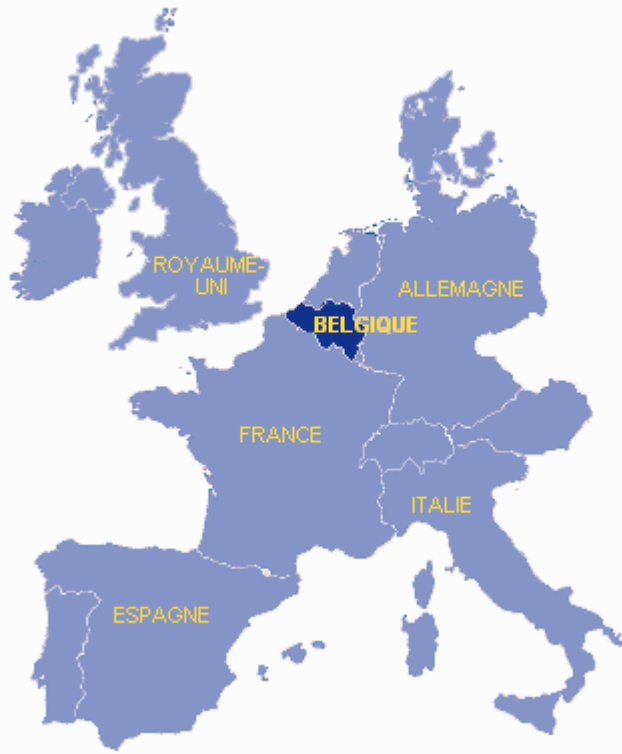 ROYAUME-
UNI
ALLEMAGNE
BELGIQUE
FRANCE
ITALIE
ESPAGNE